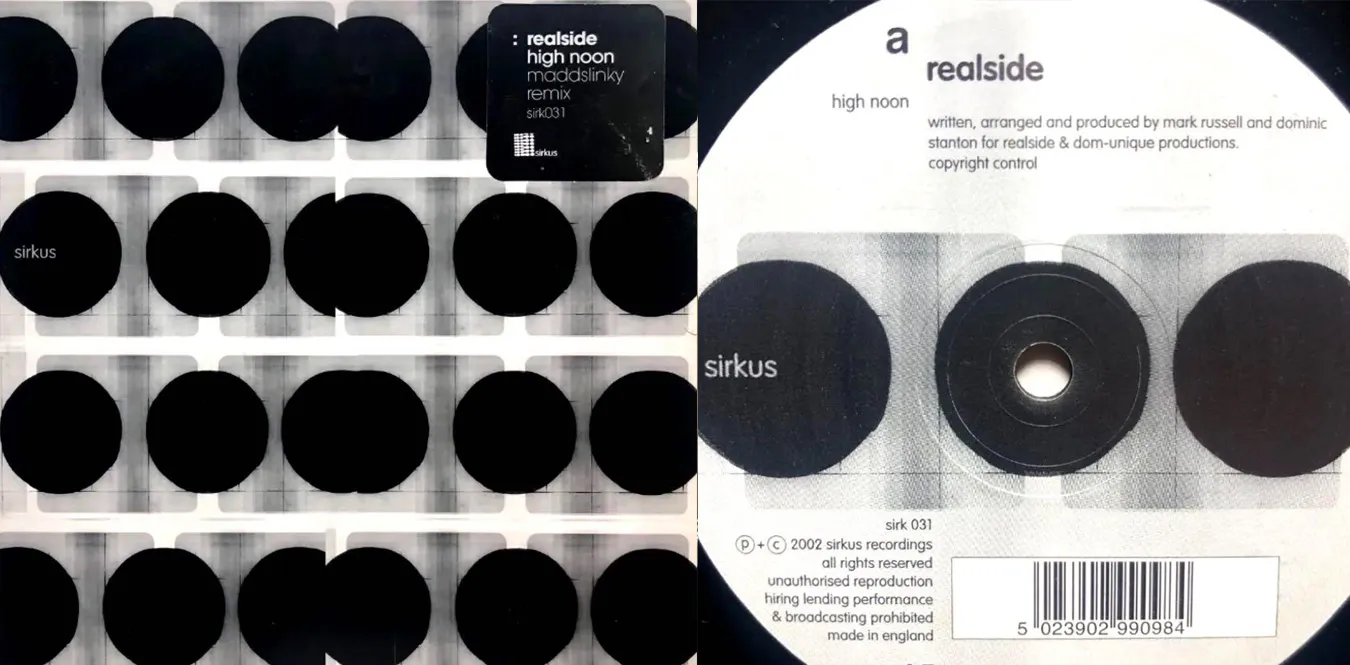 : realside
high noon
maddslinky
remix
sirk031
sirkus
sirkus
a
realside
high noon
written, arranged and produced by mark russell and dominic
stanton for realside & dom-unique productions.
copyright control
sirkus
sirk 031
℗+© 2002 sirkus recordings
all rights reserved
unauthorised reproduction
hiring lending performance
& broadcasting prohibited
made in england
5 023902 990984